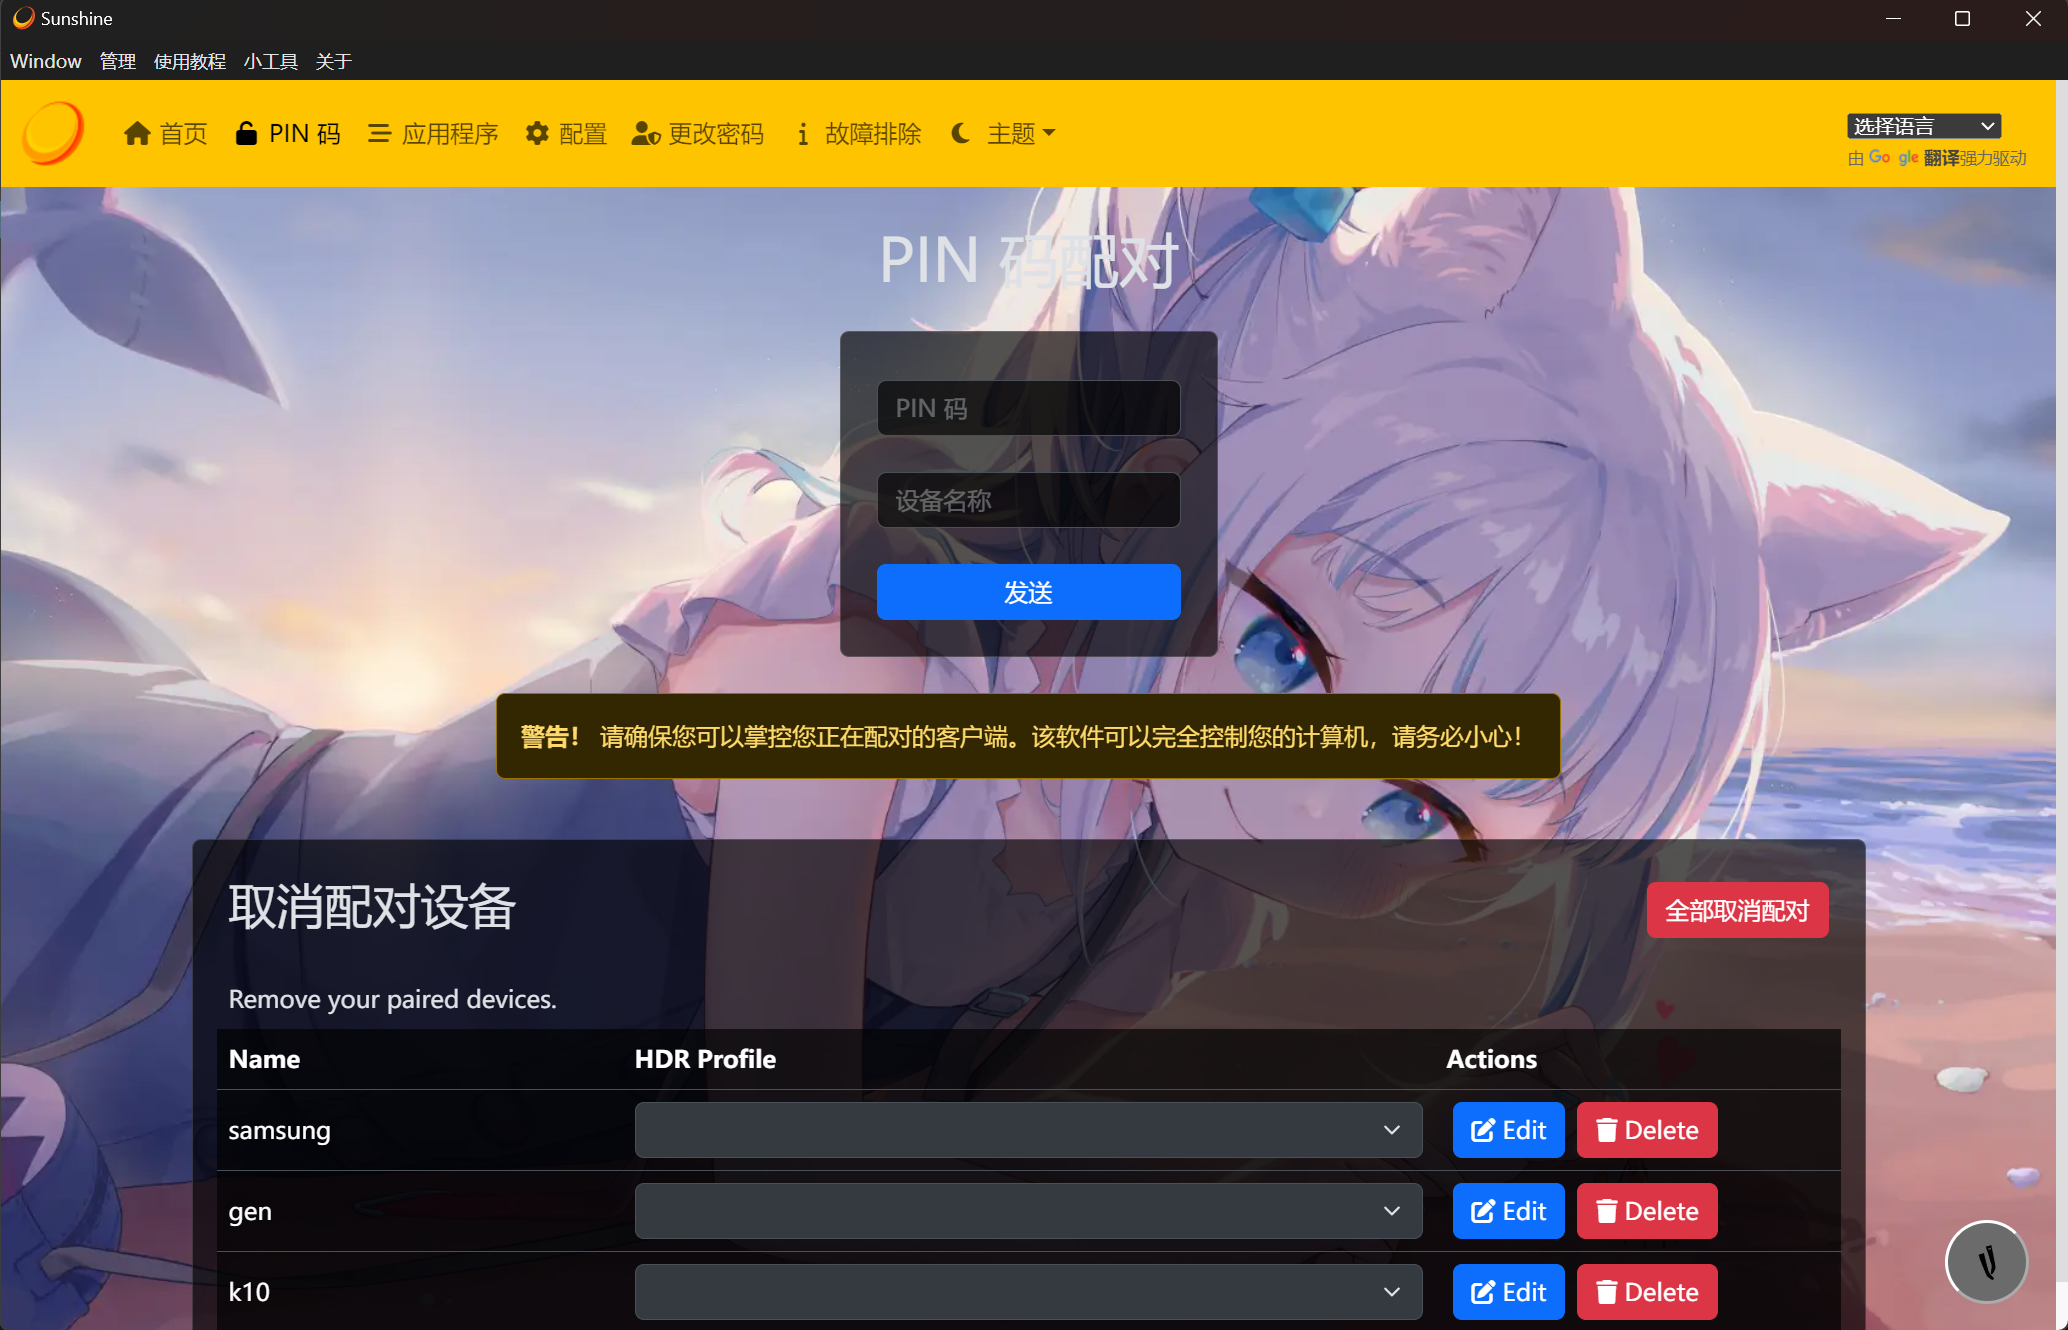 Sunshine
Window 管理 使用教程 小工具 关于
首页 PIN 码 应用程序 配置 更改密码 故障排除 主题
选择语言
由 Google 翻译强力驱动
PIN 码配对
PIN 码
设备名称
发送
警告! 请确保您可以掌控您正在配对的客户端。该软件可以完全控制您的计算机，请务必小心！
取消配对设备
全部取消配对
Remove your paired devices.
Name HDR Profile Actions
samsung Edit Delete
gen Edit Delete
k10 Edit Delete